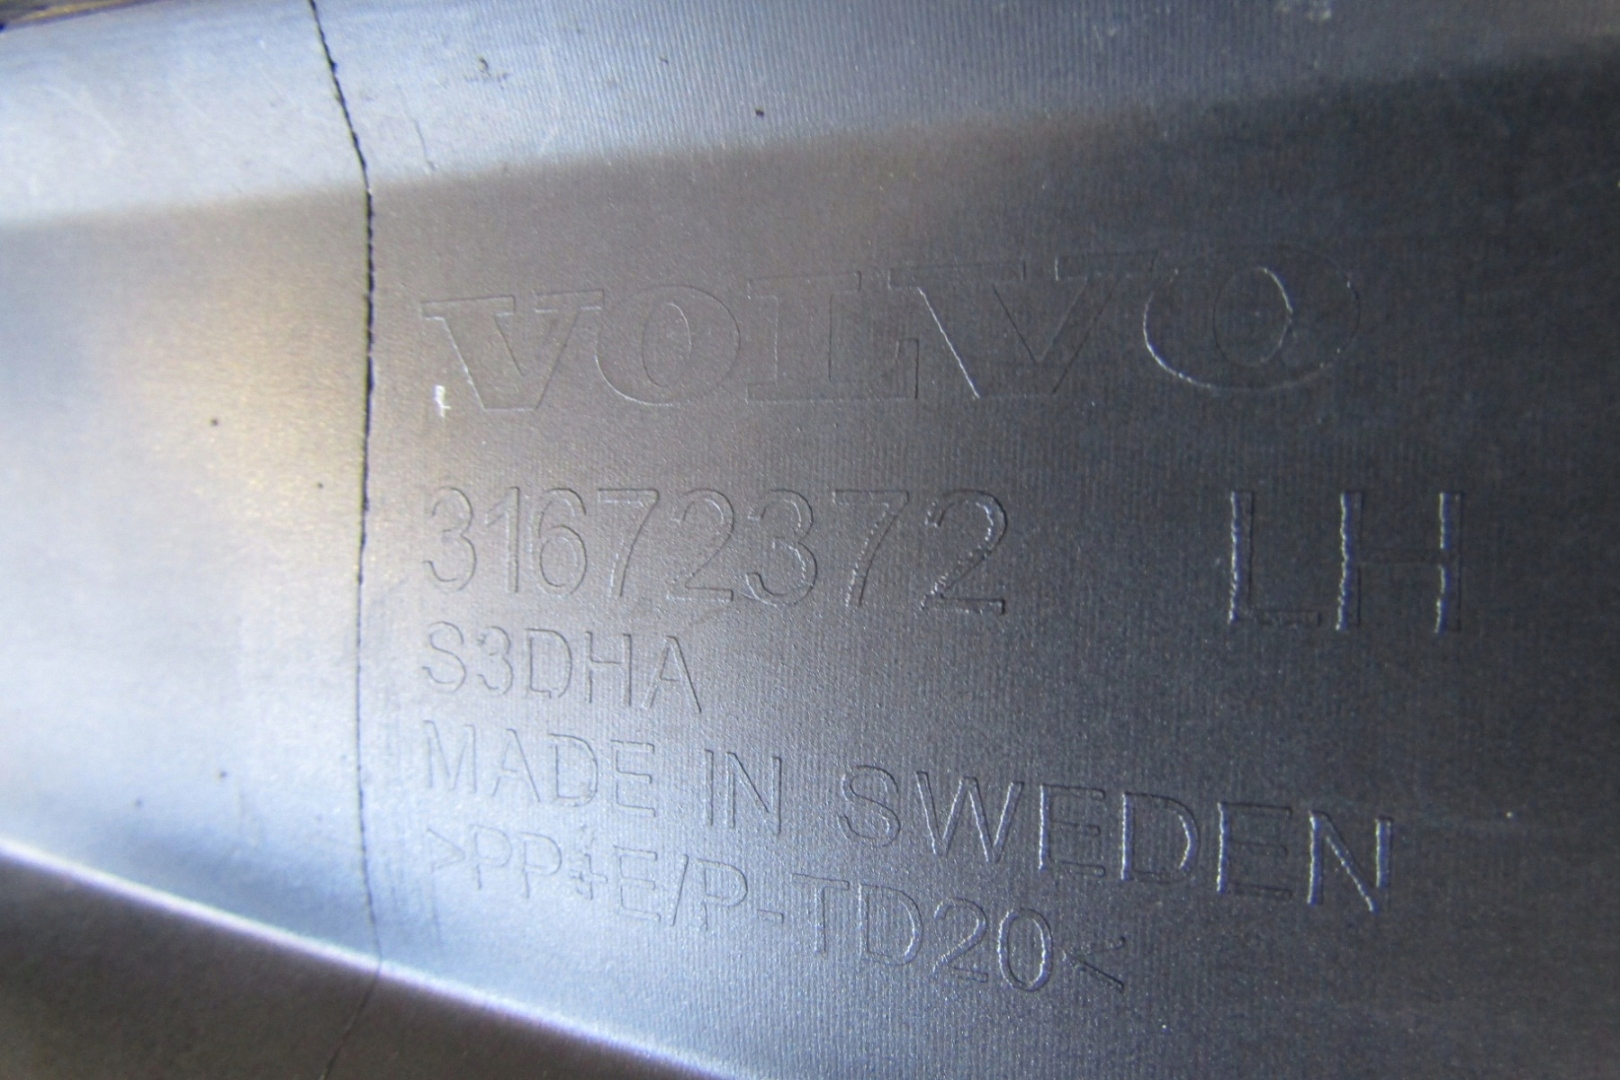 VOLVO
31672372 LH
S3DHA
MADE IN SWEDEN
>PP+E/P-TD20<